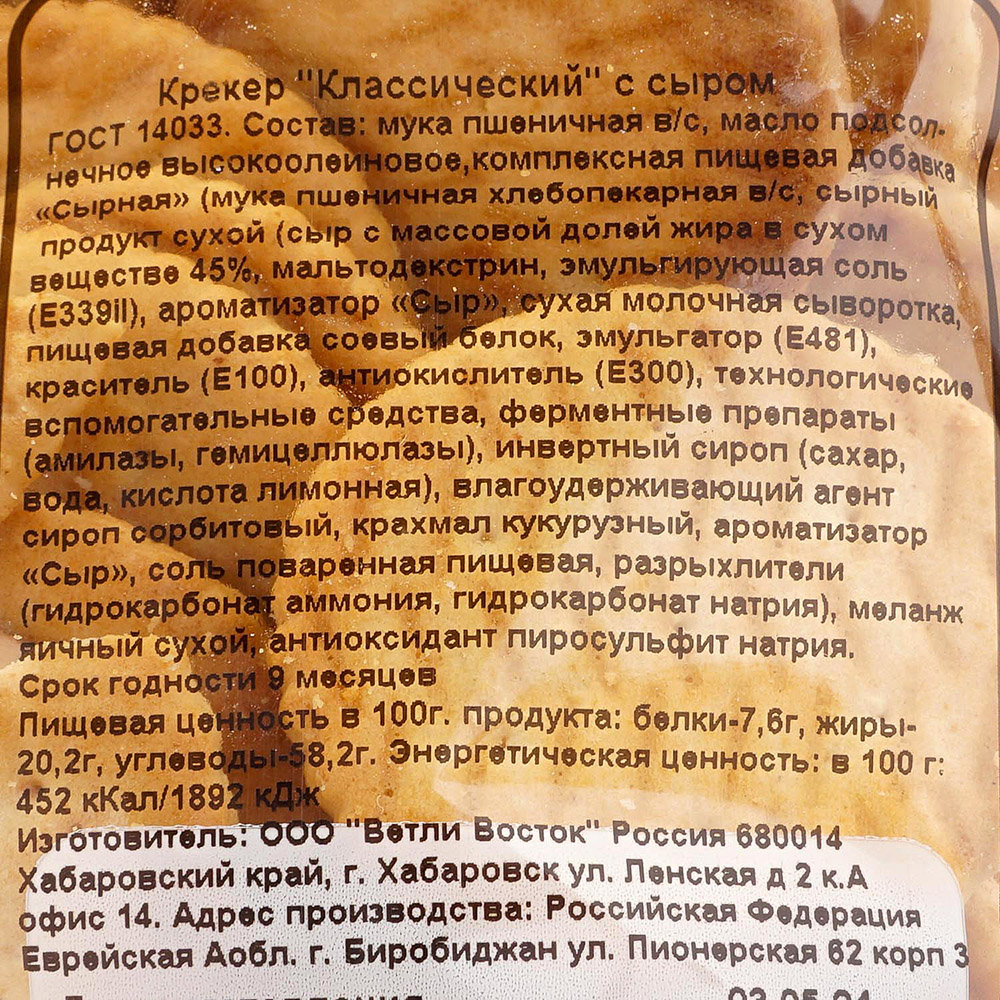 Крекер "Классический" с сыром
ГОСТ 14033. Состав: мука пшеничная в/с, масло подсол-
нечное высокоолеиновое,комплексная пищевая добавка
«Сырная» (мука пшеничная хлебопекарная в/с, сырный
продукт сухой (сыр с массовой долей жира в сухом
веществе 45%, мальтодекстрин, эмульгирующая соль
(Е339ii), ароматизатор «Сыр», сухая молочная сыворотка,
пищевая добавка соевый белок, эмульгатор (Е481),
краситель (Е100), антиокислитель (Е300), технологические
вспомогательные средства, ферментные препараты
(амилазы, гемицеллюлазы), инвертный сироп (сахар,
вода, кислота лимонная), влагоудерживающий агент
сироп сорбитовый, крахмал кукурузный, ароматизатор
«Сыр», соль поваренная пищевая, разрыхлители
(гидрокарбонат аммония, гидрокарбонат натрия), меланж
яичный сухой, антиоксидант пиросульфит натрия.
Срок годности 9 месяцев
Пищевая ценность в 100г. продукта: белки-7,6г, жиры-
20,2г, углеводы-58,2г. Энергетическая ценность: в 100 г:
452 кКал/1892 кДж
Изготовитель: ООО "Ветли Восток" Россия 680014
Хабаровский край, г. Хабаровск ул. Ленская д 2 к.А
офис 14. Адрес производства: Российская Федерация
Еврейская Аобл. г. Биробиджан ул. Пионерская 62 корп 3